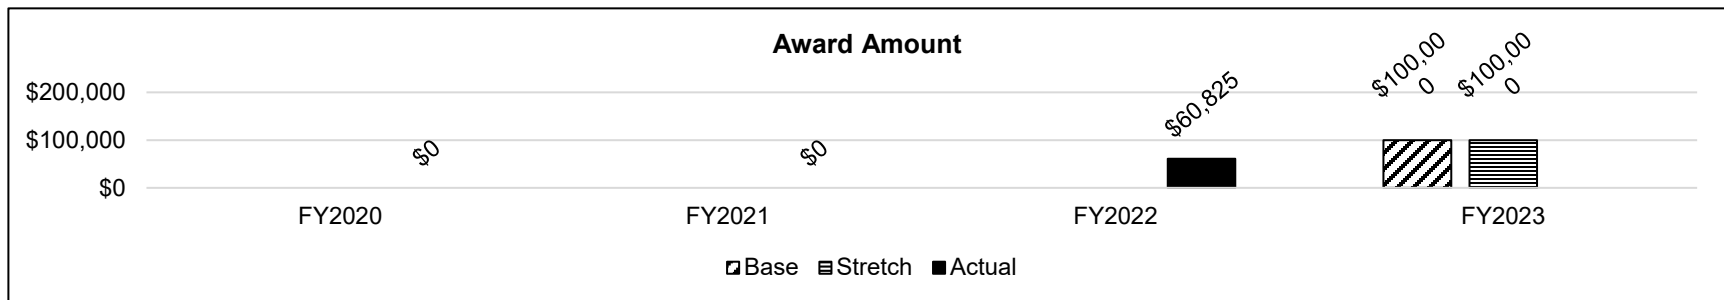 Award Amount
$200,000
$100,000
$0
$0
$0
$60,825
$100,00
0
$100,00
0
FY2020
FY2021
FY2022
FY2023
Base Stretch Actual